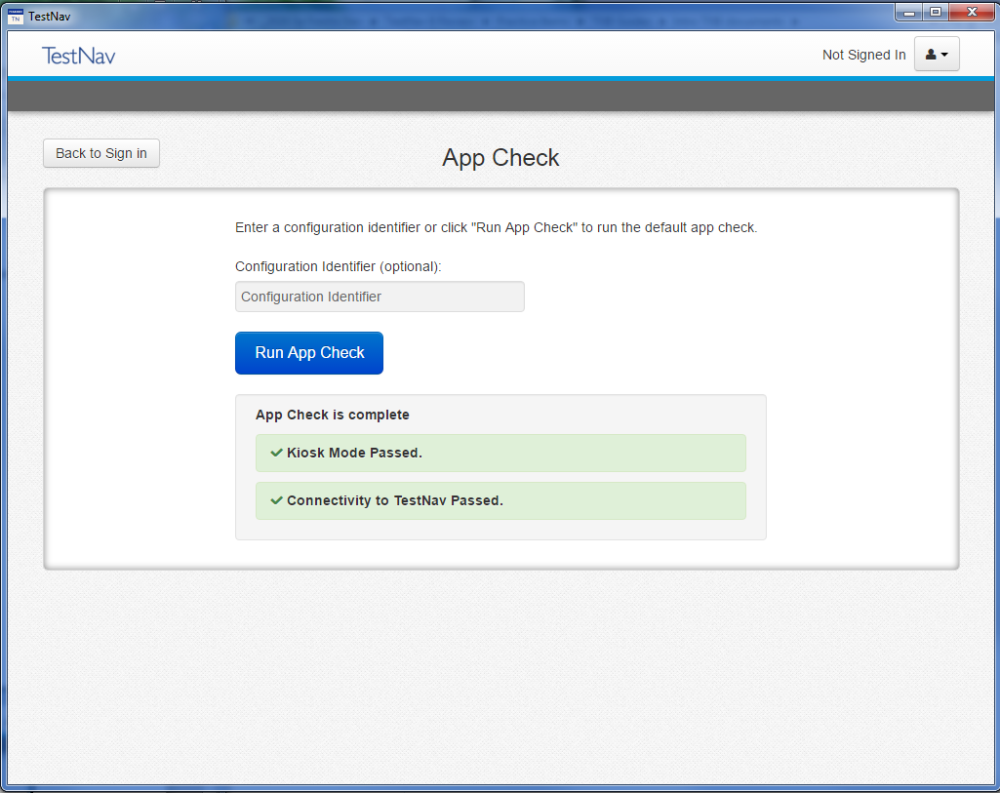 TestNav
TestNav
Not Signed In
Back to Sign in
App Check
Enter a configuration identifier or click "Run App Check" to run the default app check.
Configuration Identifier (optional):
Configuration Identifier
Run App Check
App Check is complete
Kiosk Mode Passed.
Connectivity to TestNav Passed.